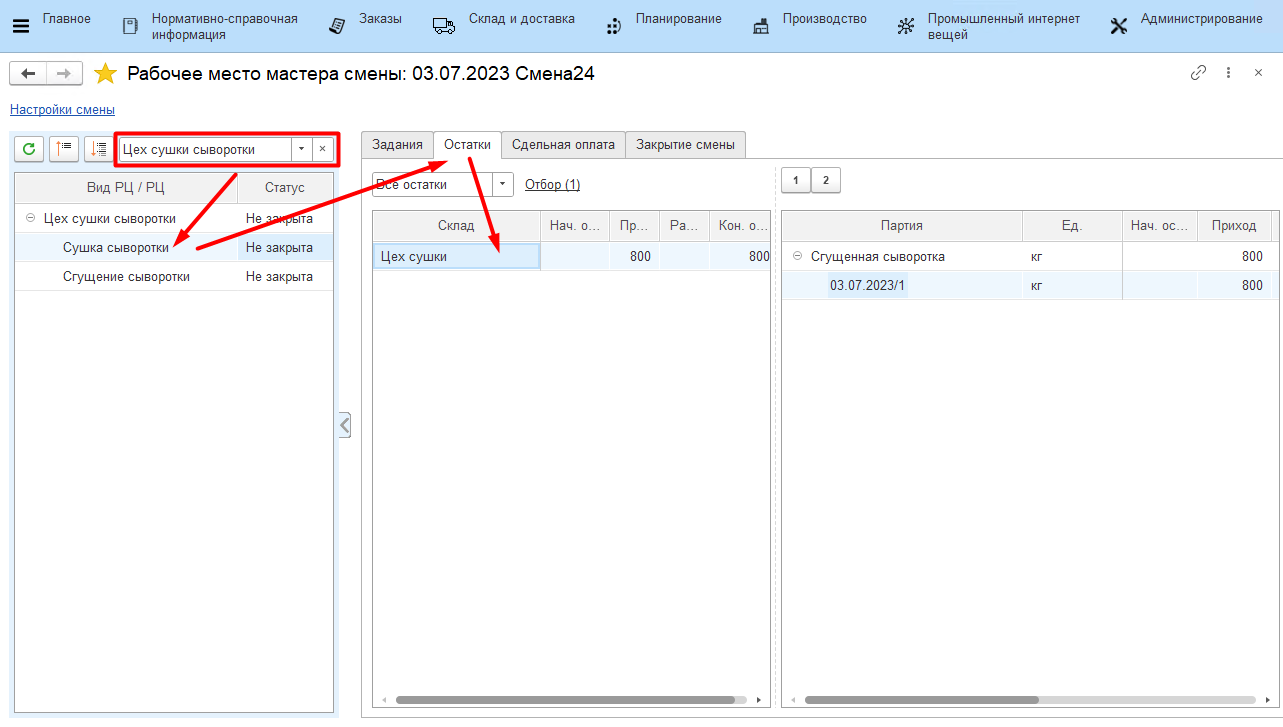 Главное
Нормативно-справочная
информация
Заказы
Склад и доставка
Планирование
Производство
Промышленный интернет
вещей
Администрирование
Рабочее место мастера смены: 03.07.2023 Смена24
Настройки смены
Цех сушки сыворотки
Вид РЦ / РЦ Статус
Цех сушки сыворотки Не закрыта
Сушка сыворотки Не закрыта
Сгущение сыворотки Не закрыта
Задания Остатки Сдельная оплата Закрытие смены
Все остатки Отбор (1)
Склад Нач. о... Пр... Ра... Кон. о...
Цех сушки 800 800
1 2
Партия Ед. Нач. ос... Приход
Сгущенная сыворотка кг 800
03.07.2023/1 кг 800